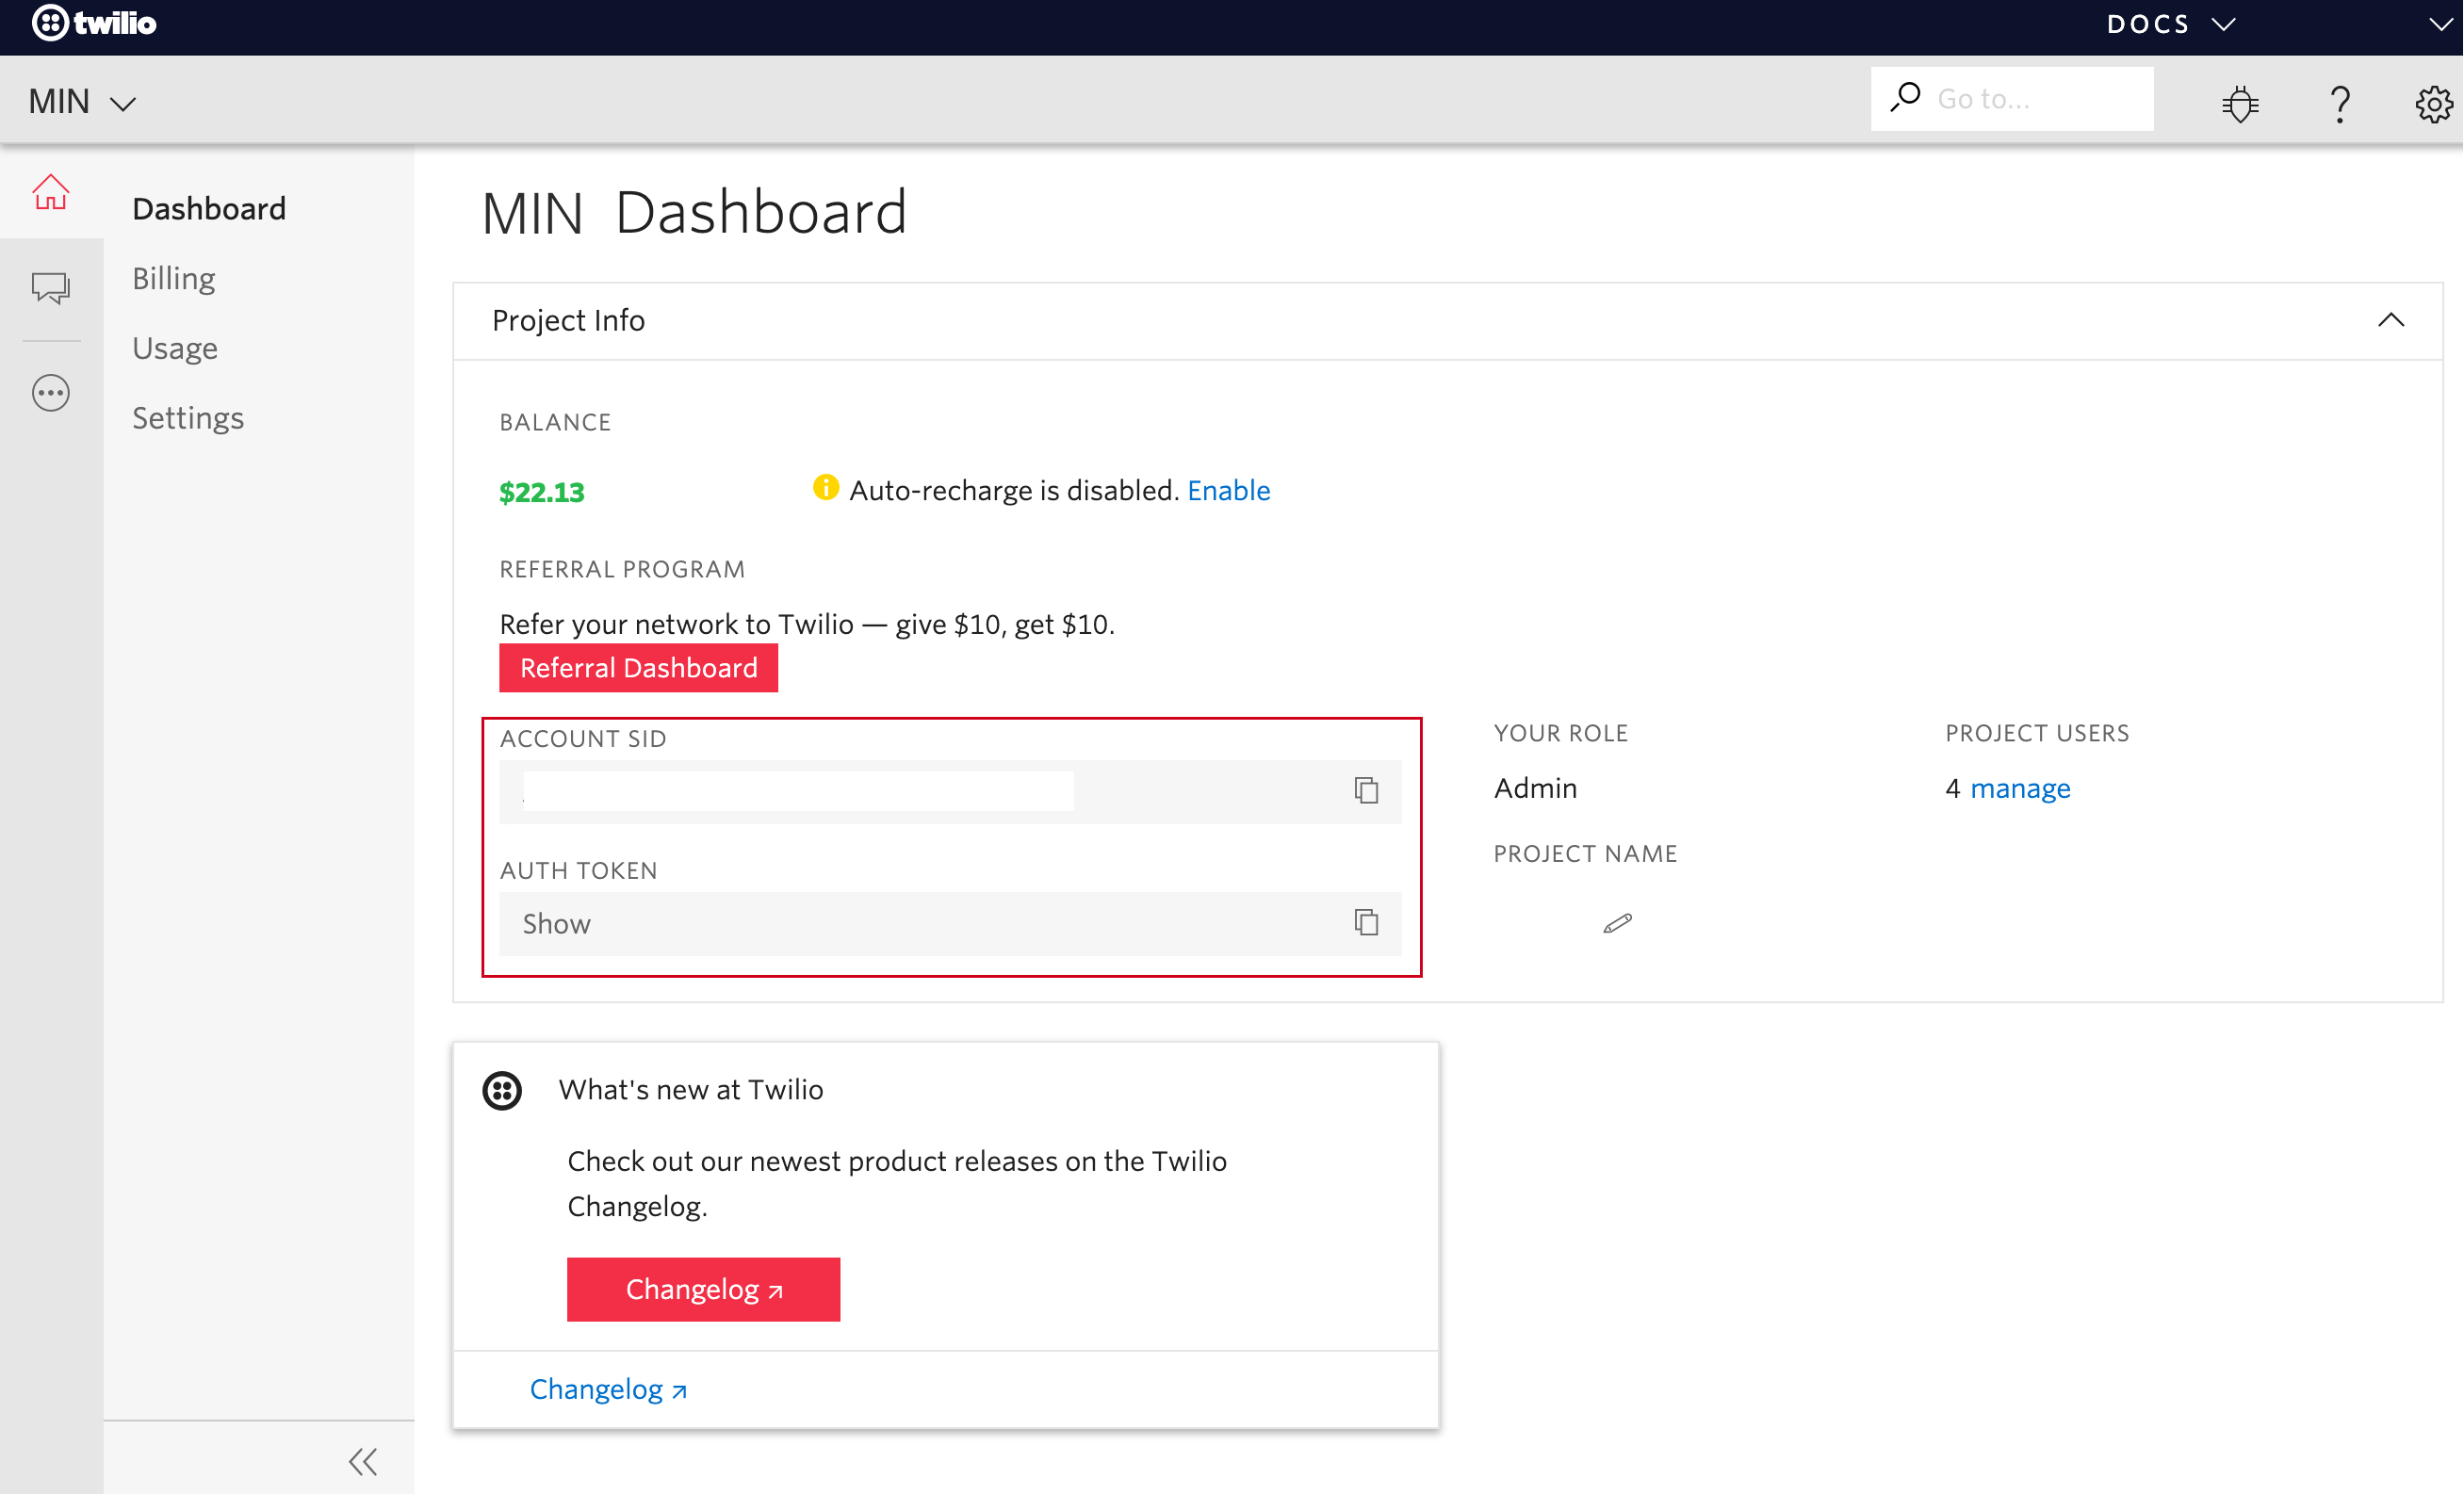 twilio
DOCS
MIN
Go to...
Dashboard
Billing
Usage
Settings
MIN Dashboard
Project Info
BALANCE
$22.13
Auto-recharge is disabled. Enable
REFERRAL PROGRAM
Refer your network to Twilio — give $10, get $10.
Referral Dashboard
ACCOUNT SID
AUTH TOKEN
Show
YOUR ROLE
Admin
PROJECT NAME
PROJECT USERS
4 manage
What's new at Twilio
Check out our newest product releases on the Twilio
Changelog.
Changelog
Changelog